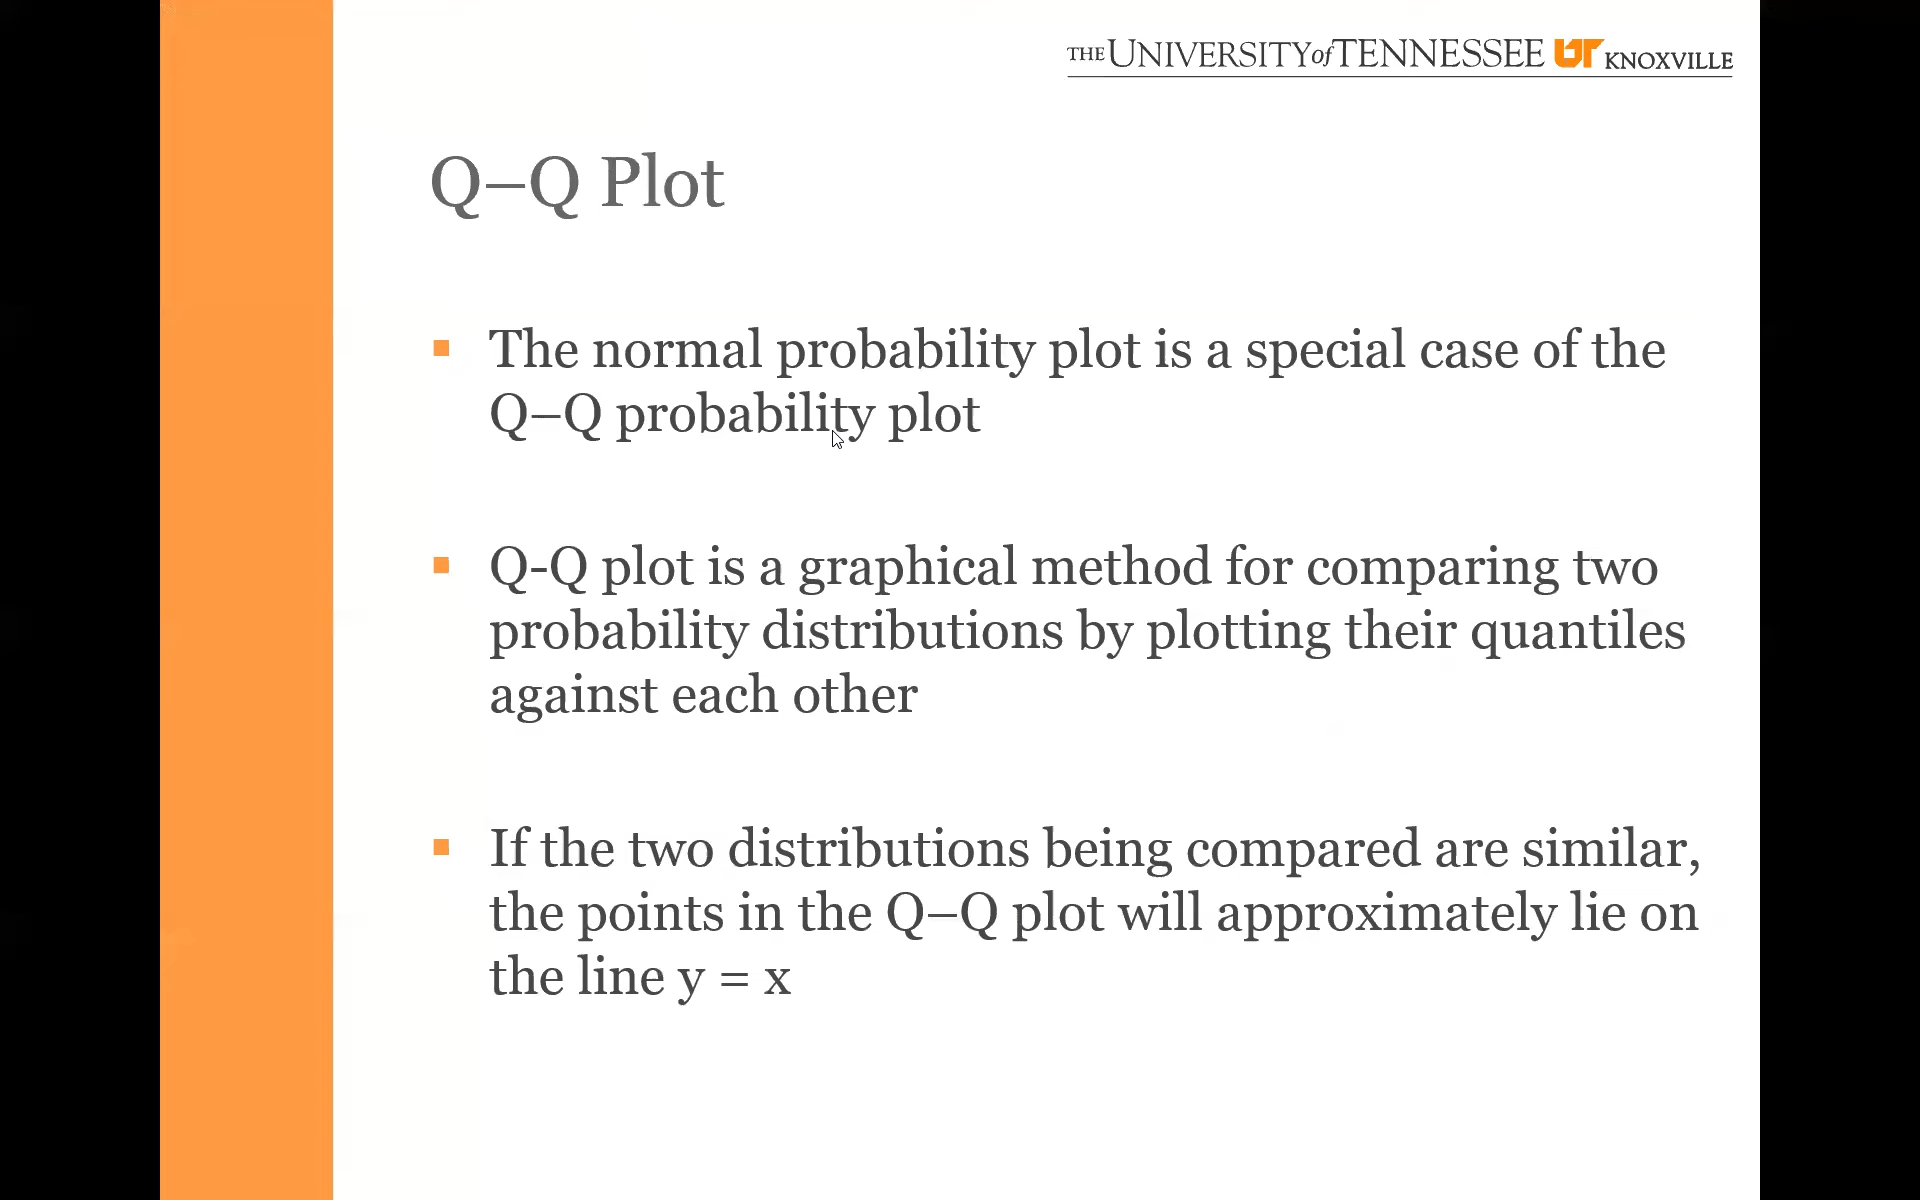 THE UNIVERSITY of TENNESSEE UT KNOXVILLE
Q–Q Plot
The normal probability plot is a special case of the
Q–Q probability plot
Q-Q plot is a graphical method for comparing two
probability distributions by plotting their quantiles
against each other
If the two distributions being compared are similar,
the points in the Q–Q plot will approximately lie on
the line y = x